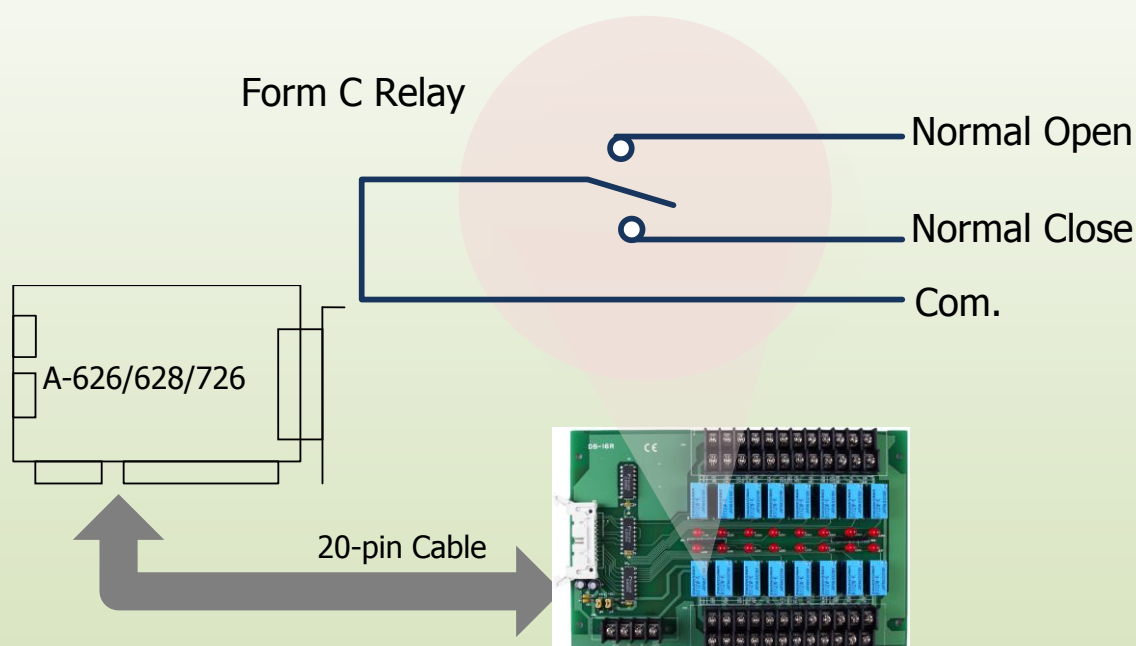 Form C Relay
Normal Open
Normal Close
Com.
A-626/628/726
20-pin Cable
DB-16R CE